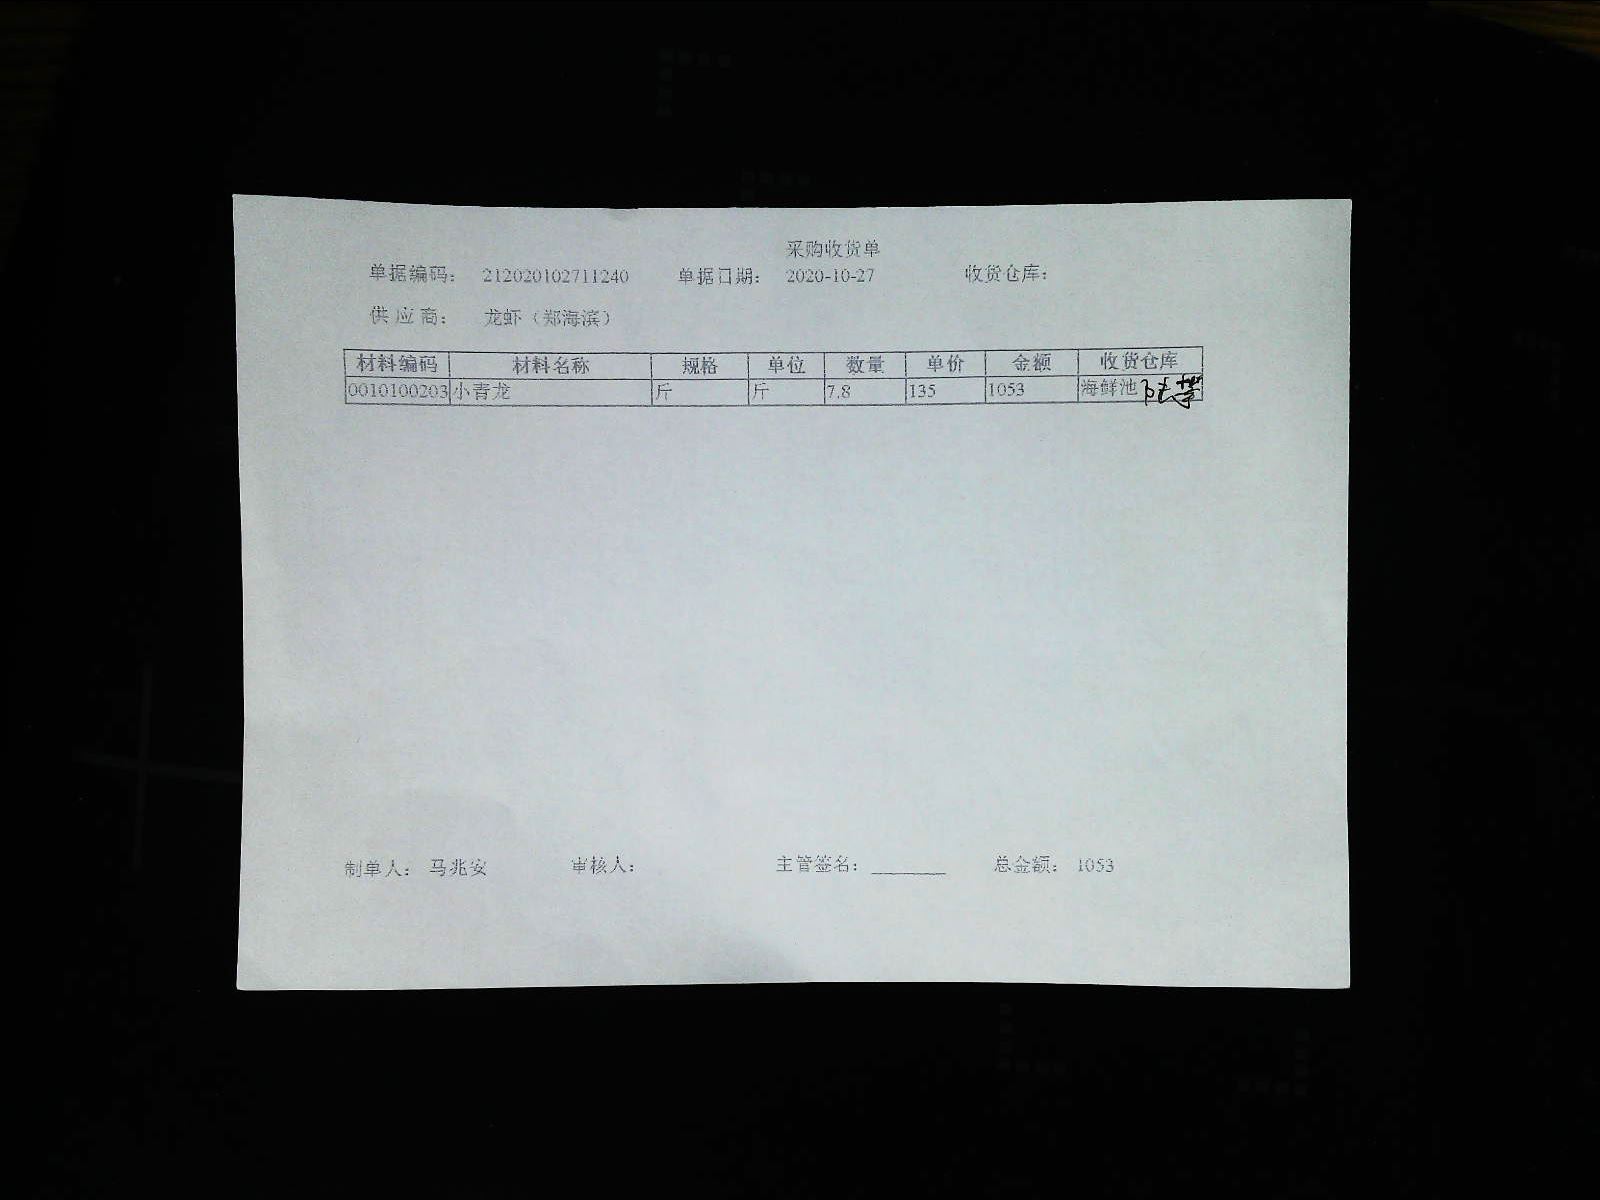 采购收货单
单据编码： 212020102711240 单据日期： 2020-10-27 收货仓库：
供 应 商： 龙虾（郑海滨）
材料编码 材料名称 规格 单位 数量 单价 金额 收货仓库
0010100203 小青龙 斤 斤 7.8 135 1053 海鲜池
制单人： 马兆安 审核人： 主管签名： ________ 总金额： 1053